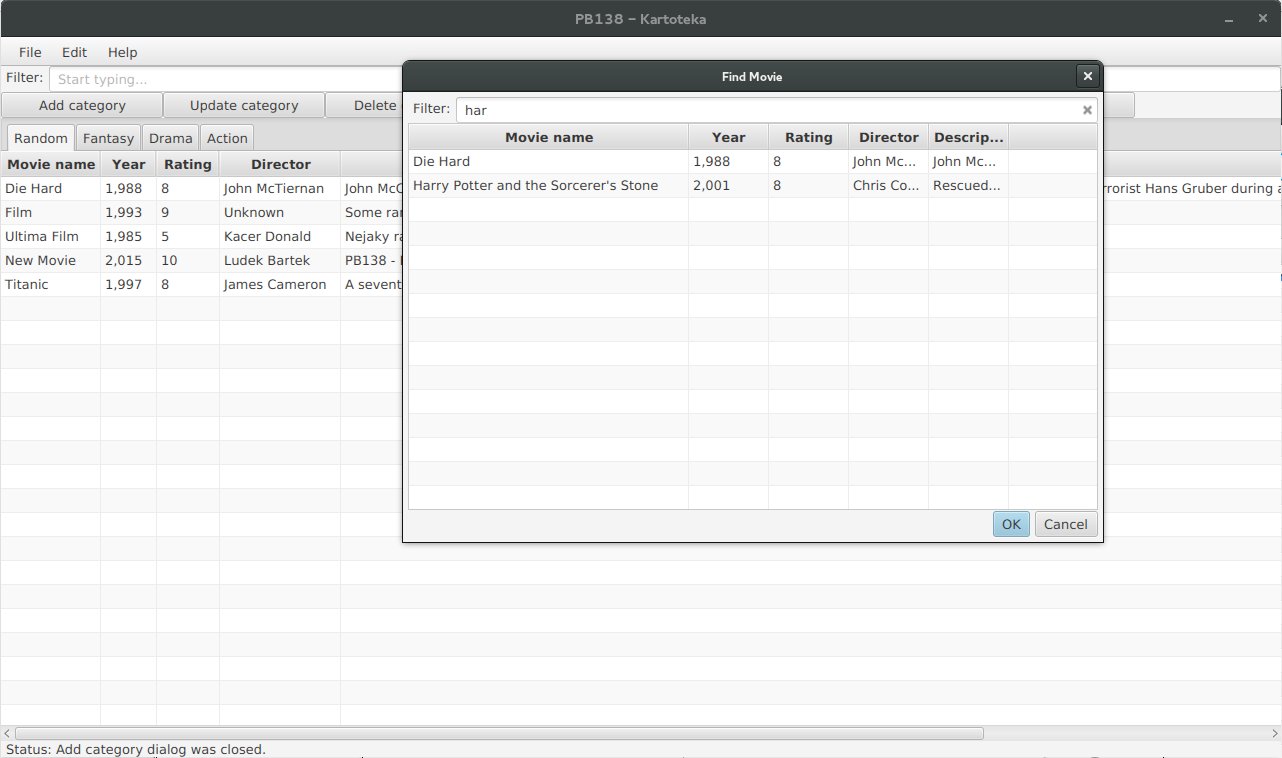 PB138 – Kartoteka
File Edit Help
Filter: Start typing...
Add category Update category Delete
Random Fantasy Drama Action
Movie name Year Rating Director
Die Hard 1,988 8 John McTiernan John McC
rrorist Hans Gruber during a
Film 1,993 9 Unknown Some ra
Ultima Film 1,985 5 Kacer Donald Nejaky ra
New Movie 2,015 10 Ludek Bartek PB138 -
Titanic 1,997 8 James Cameron A sevent
Find Movie
Filter: har
Movie name Year Rating Director Descrip...
Die Hard 1,988 8 John Mc... John Mc...
Harry Potter and the Sorcerer's Stone 2,001 8 Chris Co... Rescued...
OK Cancel
Status: Add category dialog was closed.